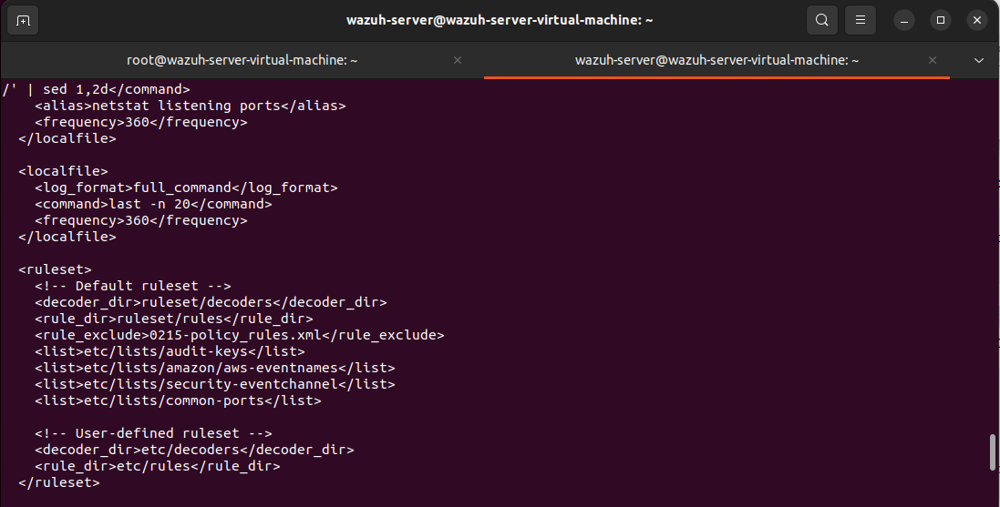 wazuh-server@wazuh-server-virtual-machine: ~
root@wazuh-server-virtual-machine: ~
wazuh-server@wazuh-server-virtual-machine: ~
/' | sed 1,2d</command>
    <alias>netstat listening ports</alias>
    <frequency>360</frequency>
  </localfile>

  <localfile>
    <log_format>full_command</log_format>
    <command>last -n 20</command>
    <frequency>360</frequency>
  </localfile>

  <ruleset>
    <!-- Default ruleset -->
    <decoder_dir>ruleset/decoders</decoder_dir>
    <rule_dir>ruleset/rules</rule_dir>
    <rule_exclude>0215-policy_rules.xml</rule_exclude>
    <list>etc/lists/audit-keys</list>
    <list>etc/lists/amazon/aws-eventnames</list>
    <list>etc/lists/security-eventchannel</list>
    <list>etc/lists/common-ports</list>

    <!-- User-defined ruleset -->
    <decoder_dir>etc/decoders</decoder_dir>
    <rule_dir>etc/rules</rule_dir>
  </ruleset>